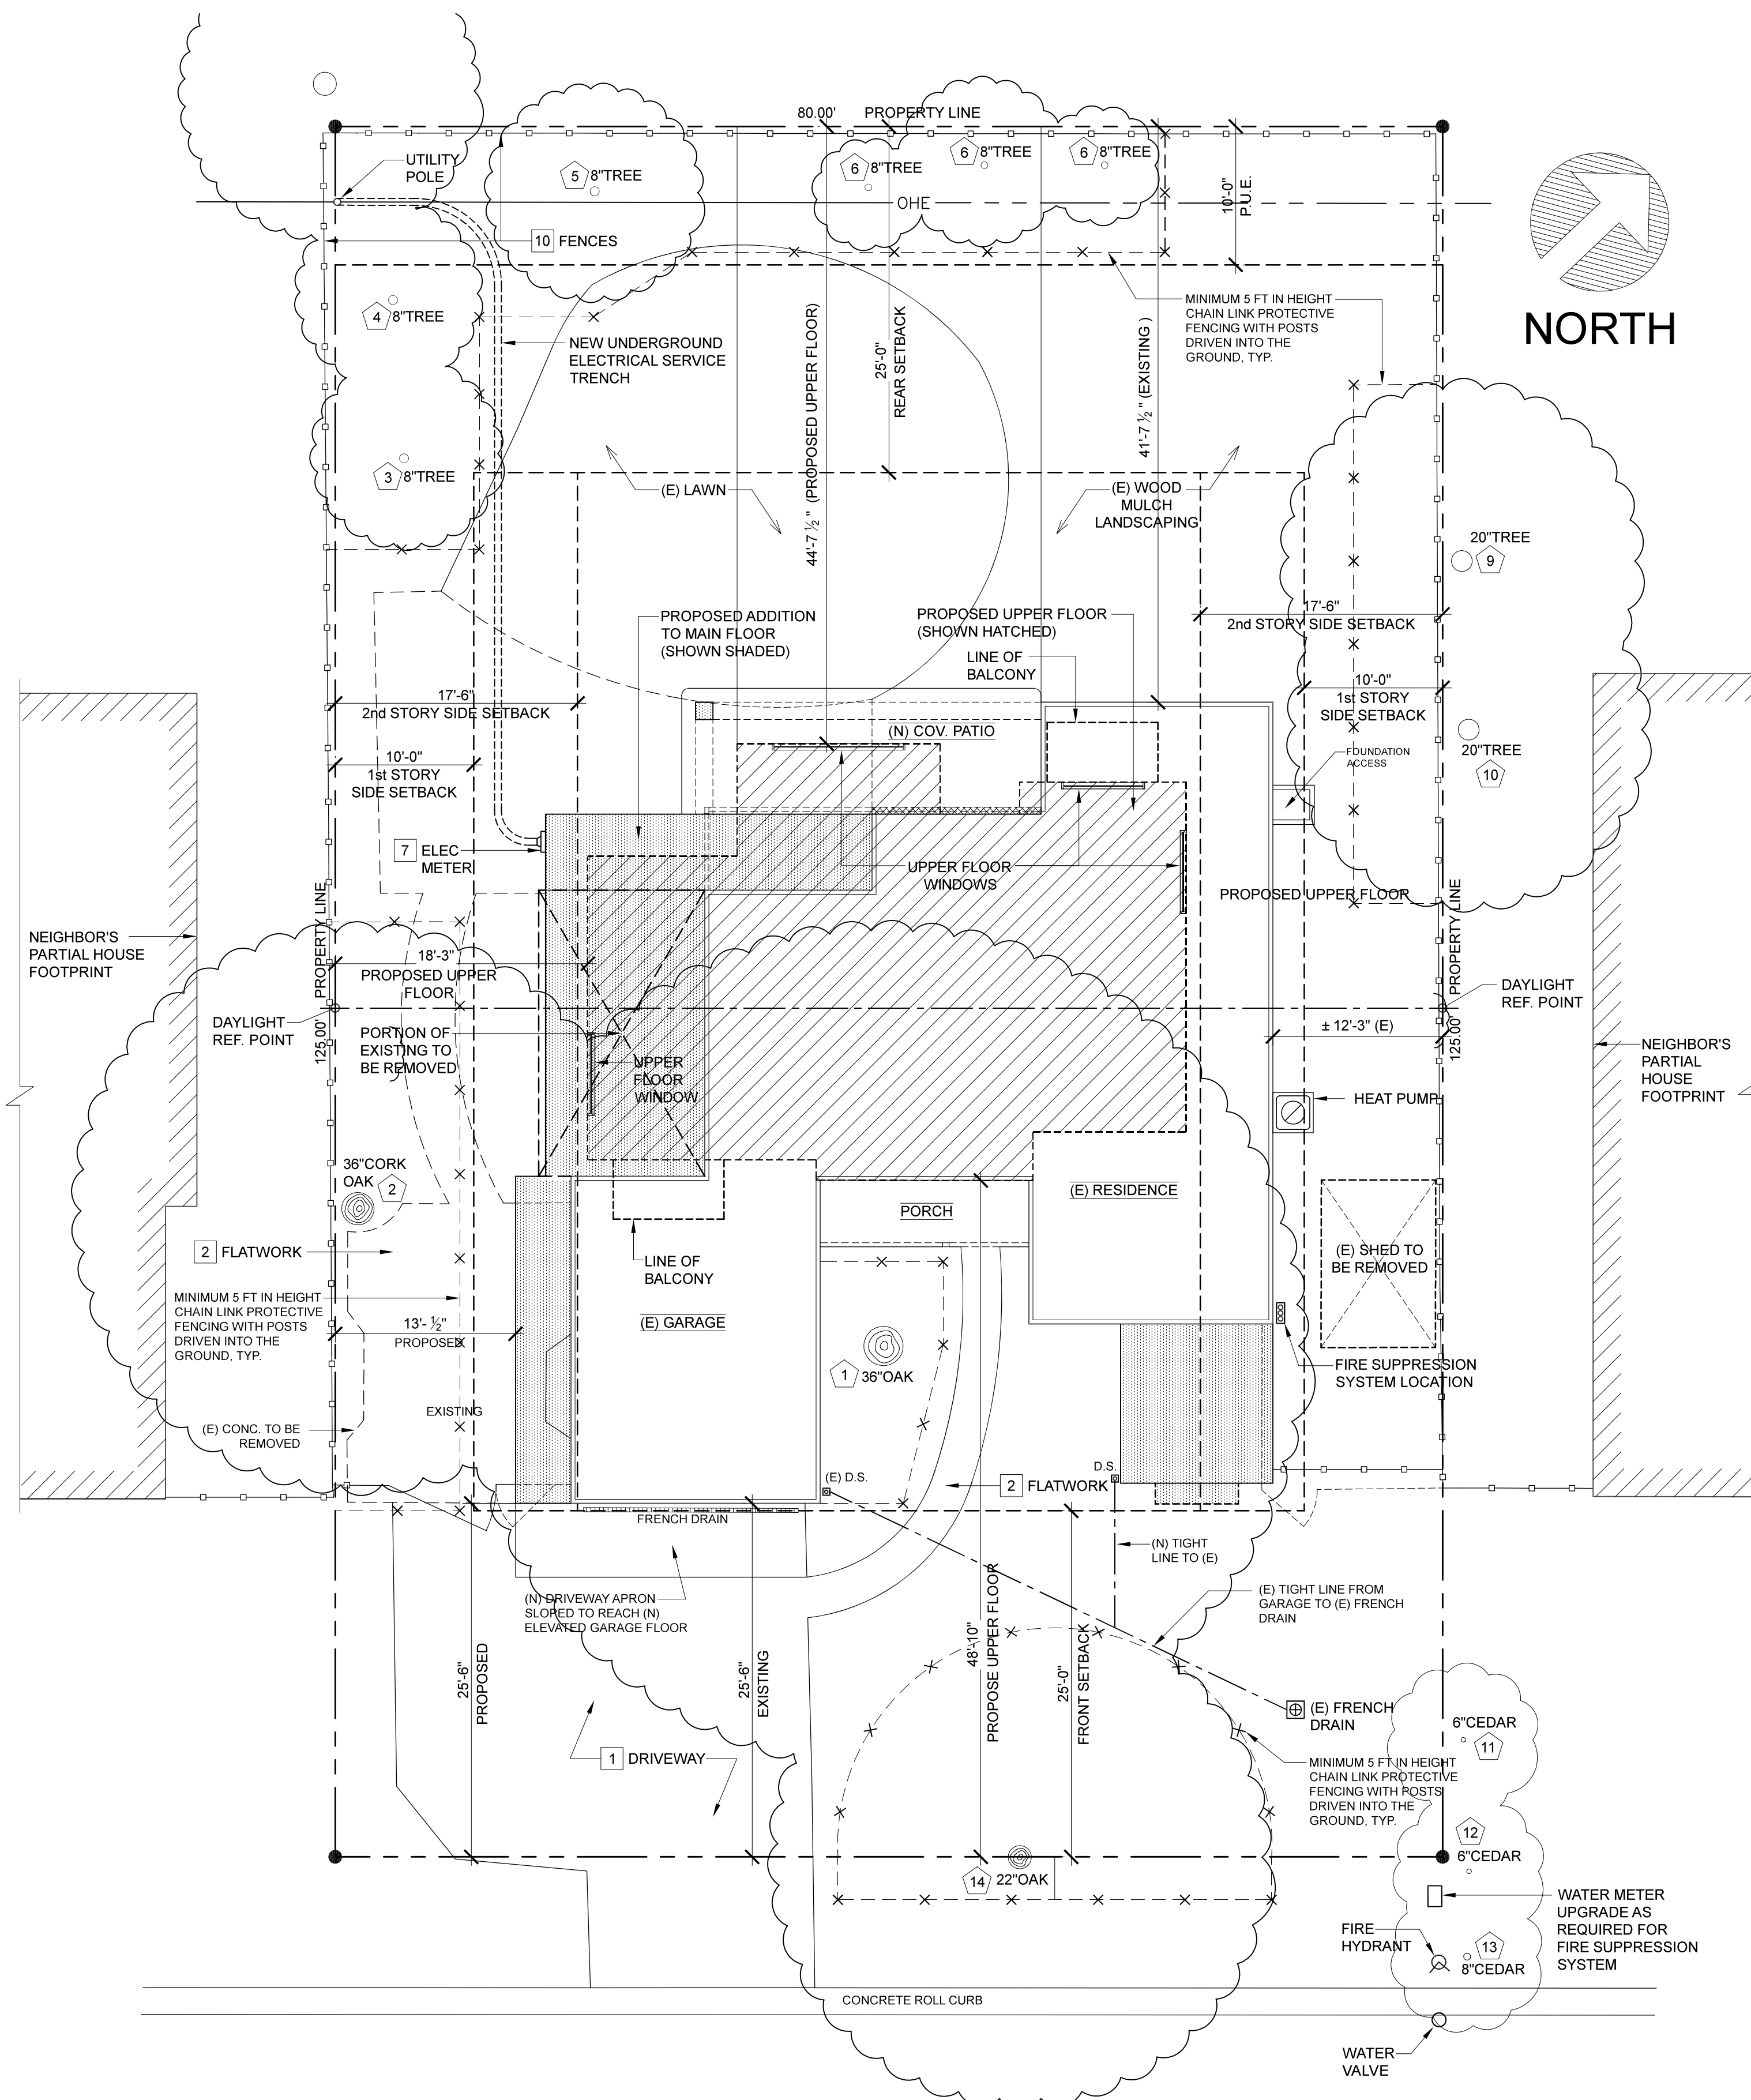 80.00' PROPERTY LINE
UTILITY
POLE
5 8"TREE
6 8"TREE
6 8"TREE
6 8"TREE
OHE
10'-0"
P.U.E.
10 FENCES
NORTH
4 8"TREE
NEW UNDERGROUND
ELECTRICAL SERVICE
TRENCH
44'-7 ½" (PROPOSED UPPER FLOOR)
25'-0"
REAR SETBACK
41'-7 ½" (EXISTING )
MINIMUM 5 FT IN HEIGHT
CHAIN LINK PROTECTIVE
FENCING WITH POSTS
DRIVEN INTO THE
GROUND, TYP.
3 8"TREE
(E) LAWN
(E) WOOD
MULCH
LANDSCAPING
20"TREE
9
PROPOSED ADDITION
TO MAIN FLOOR
(SHOWN SHADED)
PROPOSED UPPER FLOOR
(SHOWN HATCHED)
LINE OF
BALCONY
17'-6"
2nd STORY SIDE SETBACK
17'-6"
2nd STORY SIDE SETBACK
10'-0"
1st STORY
SIDE SETBACK
10'-0"
1st STORY
SIDE SETBACK
(N) COV. PATIO
FOUNDATION
ACCESS
20"TREE
10
7 ELEC
METER
UPPER FLOOR
WINDOWS
PROPOSED UPPER FLOOR
NEIGHBOR'S
PARTIAL HOUSE
FOOTPRINT
125.00' PROPERTY LINE
18'-3"
PROPOSED UPPER
FLOOR
DAYLIGHT
REF. POINT
PORTION OF
EXISTING TO
BE REMOVED
UPPER
FLOOR
WINDOW
± 12'-3" (E)
125.00' PROPERTY LINE
DAYLIGHT
REF. POINT
NEIGHBOR'S
PARTIAL
HOUSE
FOOTPRINT
HEAT PUMP
36"CORK
OAK
2
2 FLATWORK
PORCH
(E) RESIDENCE
(E) SHED TO
BE REMOVED
LINE OF
BALCONY
MINIMUM 5 FT IN HEIGHT
CHAIN LINK PROTECTIVE
FENCING WITH POSTS
DRIVEN INTO THE
GROUND, TYP.
13'- ½"
PROPOSED
(E) GARAGE
1 36"OAK
FIRE SUPPRESSION
SYSTEM LOCATION
EXISTING
(E) CONC. TO BE
REMOVED
(E) D.S.
D.S.
2 FLATWORK
FRENCH DRAIN
(N) TIGHT
LINE TO (E)
(N) DRIVEWAY APRON
SLOPED TO REACH (N)
ELEVATED GARAGE FLOOR
(E) TIGHT LINE FROM
GARAGE TO (E) FRENCH
DRAIN
25'-6"
PROPOSED
25'-6"
EXISTING
48'-10"
PROPOSE UPPER FLOOR
25'-0"
FRONT SETBACK
(E) FRENCH
DRAIN
1 DRIVEWAY
MINIMUM 5 FT IN HEIGHT
CHAIN LINK PROTECTIVE
FENCING WITH POSTS
DRIVEN INTO THE
GROUND, TYP.
6"CEDAR
11
12
6"CEDAR
14 22"OAK
WATER METER
UPGRADE AS
REQUIRED FOR
FIRE SUPPRESSION
SYSTEM
FIRE
HYDRANT
13
8"CEDAR
CONCRETE ROLL CURB
WATER
VALVE